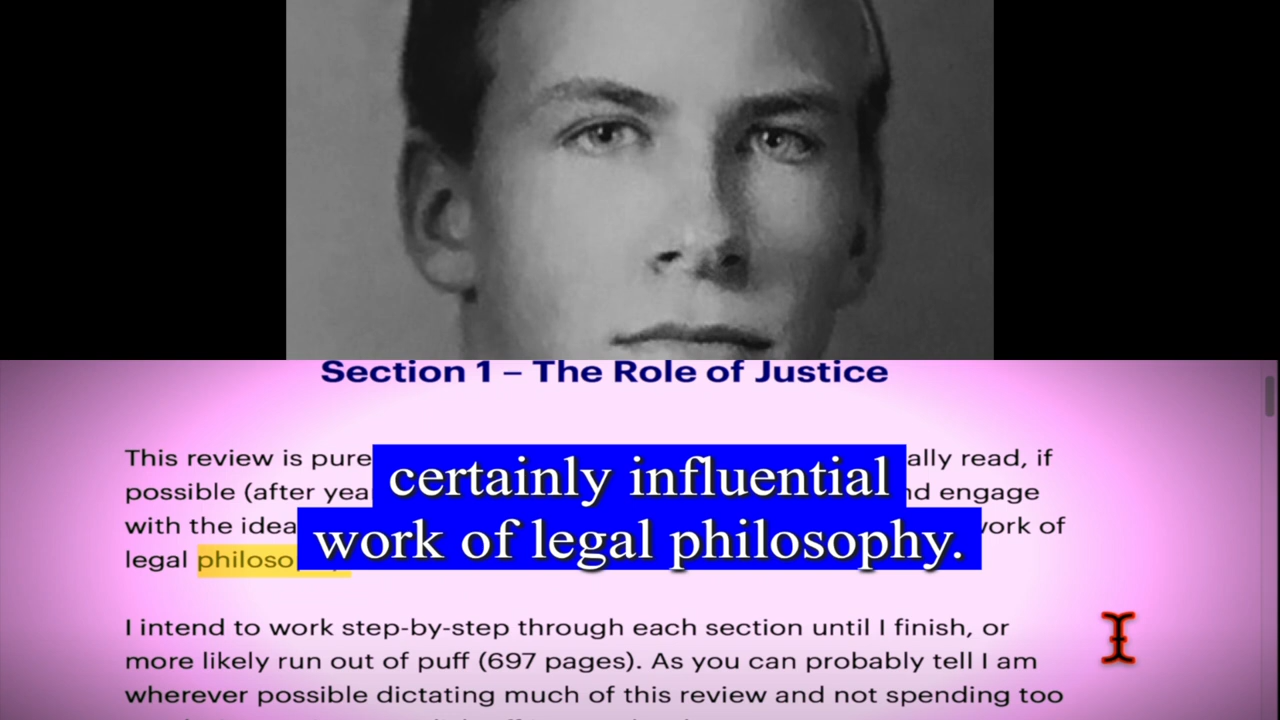 Section 1 – The Role of Justice
This review is pure ally read, if
certainly influential
possible (after yea nd engage
with the idea work of
work of legal philosophy.
legal philoso
I intend to work step-by-step through each section until I finish, or
more likely run out of puff (697 pages). As you can probably tell I am
wherever possible dictating much of this review and not spending too